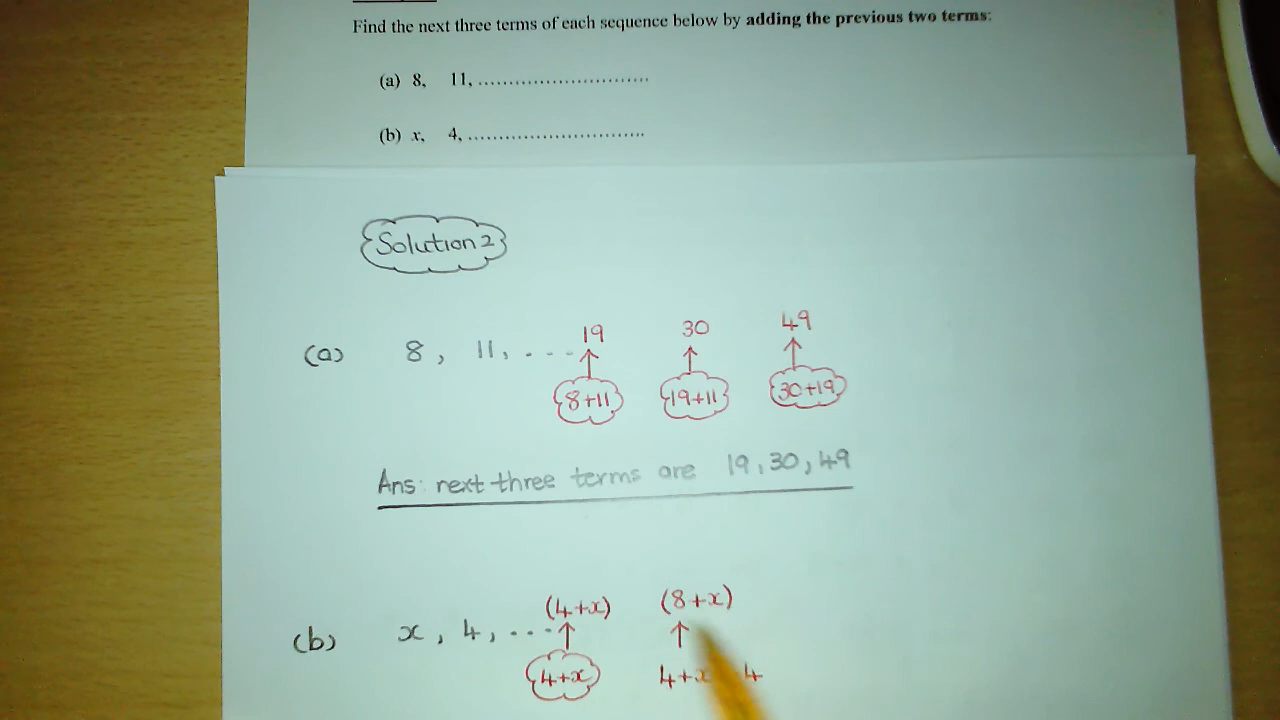 Find the next three terms of each sequence below by adding the previous two terms:
(a) 8, 11, ............................
(b) x, 4, ............................
Solution 2
19 30 49
(a) 8, 11, ...
8+11 19+11 30+19
Ans: next three terms are 19, 30, 49
(4+x) (8+x)
(b) x, 4, ...
4+x 4+x 4